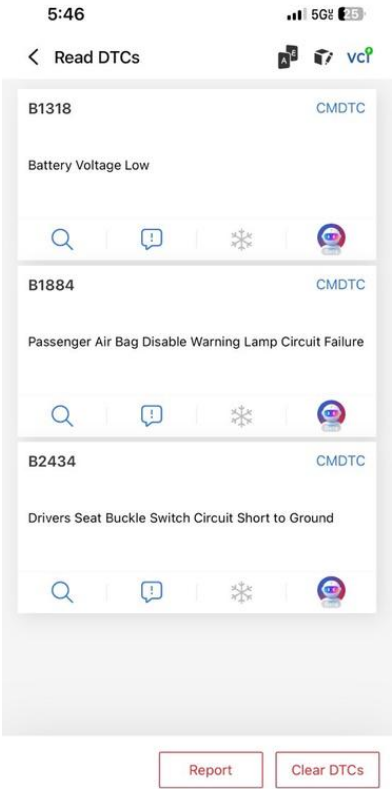 5:46
5G 25
Read DTCs
A
vci
B1318 CMDTC
Battery Voltage Low
B1884 CMDTC
Passenger Air Bag Disable Warning Lamp Circuit Failure
B2434 CMDTC
Drivers Seat Buckle Switch Circuit Short to Ground
Report Clear DTCs